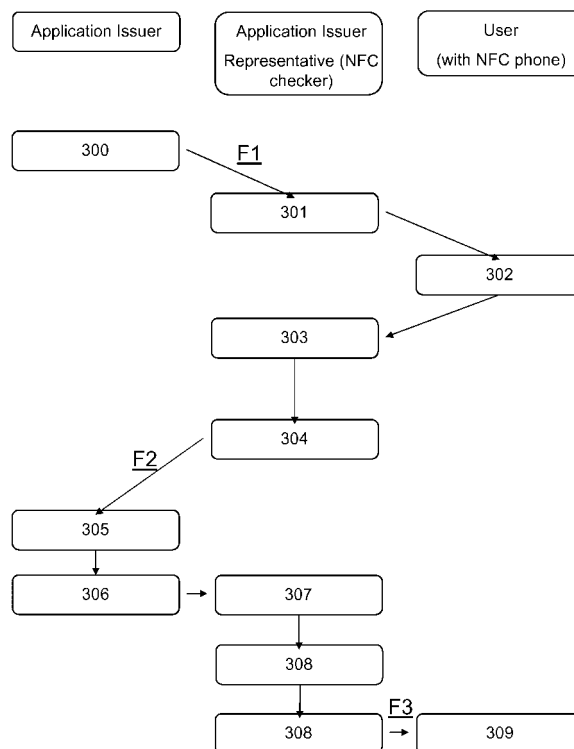 Application Issuer
Application Issuer
Representative (NFC
checker)
User
(with NFC phone)
300
F1
301
302
303
304
F2
305
306
307
308
308
F3
309